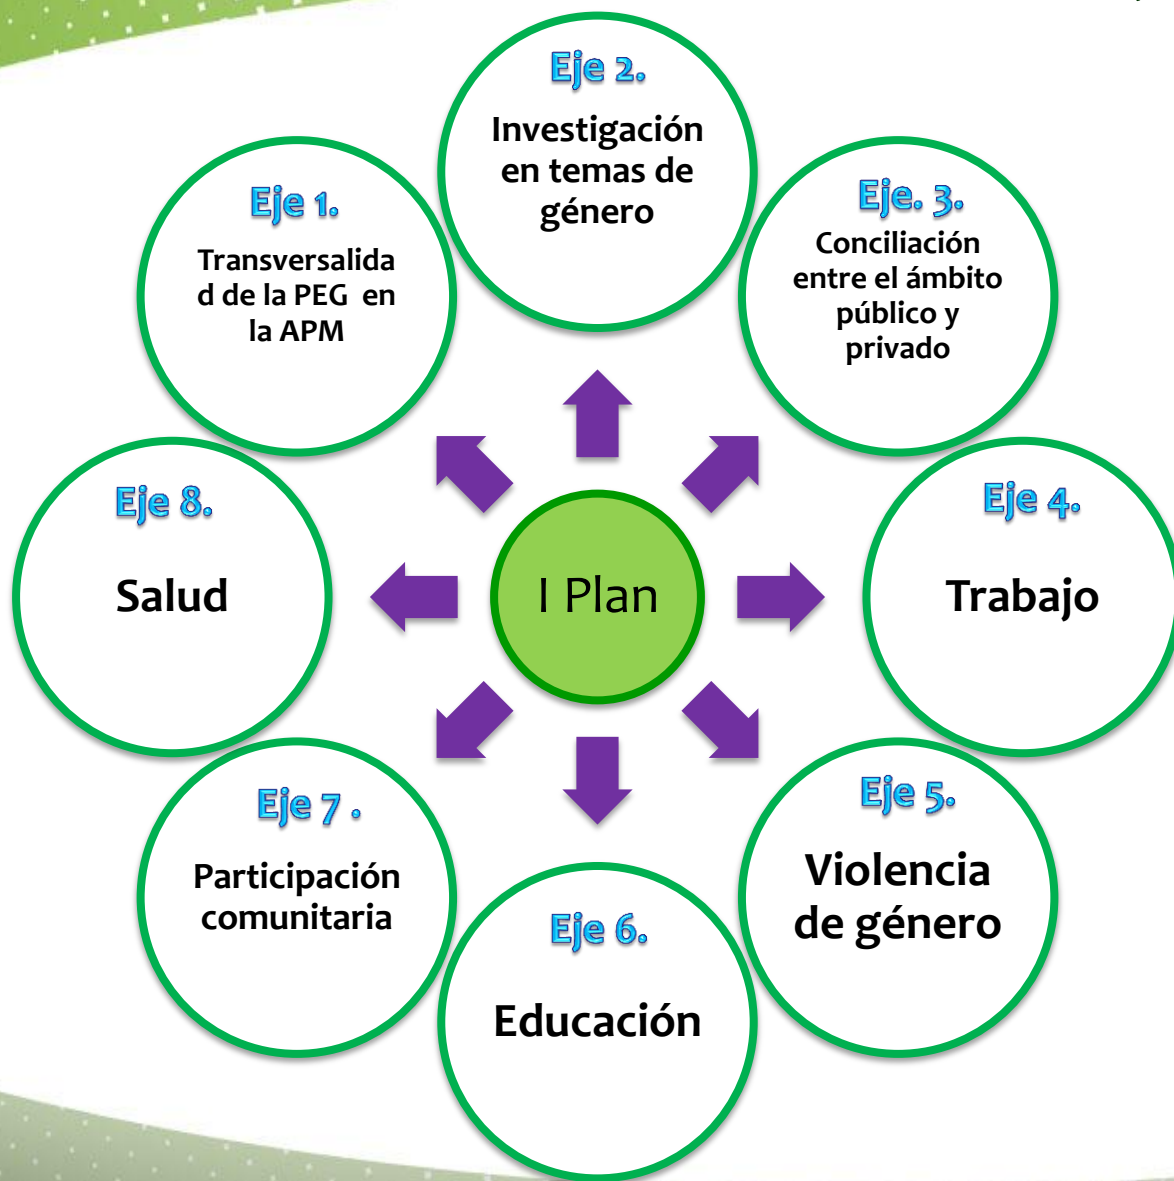 Eje 1.
Transversalida
d de la PEG en
la APM
Eje 2.
Investigación
en temas de
género
Eje. 3.
Conciliación
entre el ámbito
público y
privado
Eje 4.
Trabajo
Eje 5.
Violencia
de género
Eje 6.
Educación
Eje 7 .
Participación
comunitaria
Eje 8.
Salud
I Plan